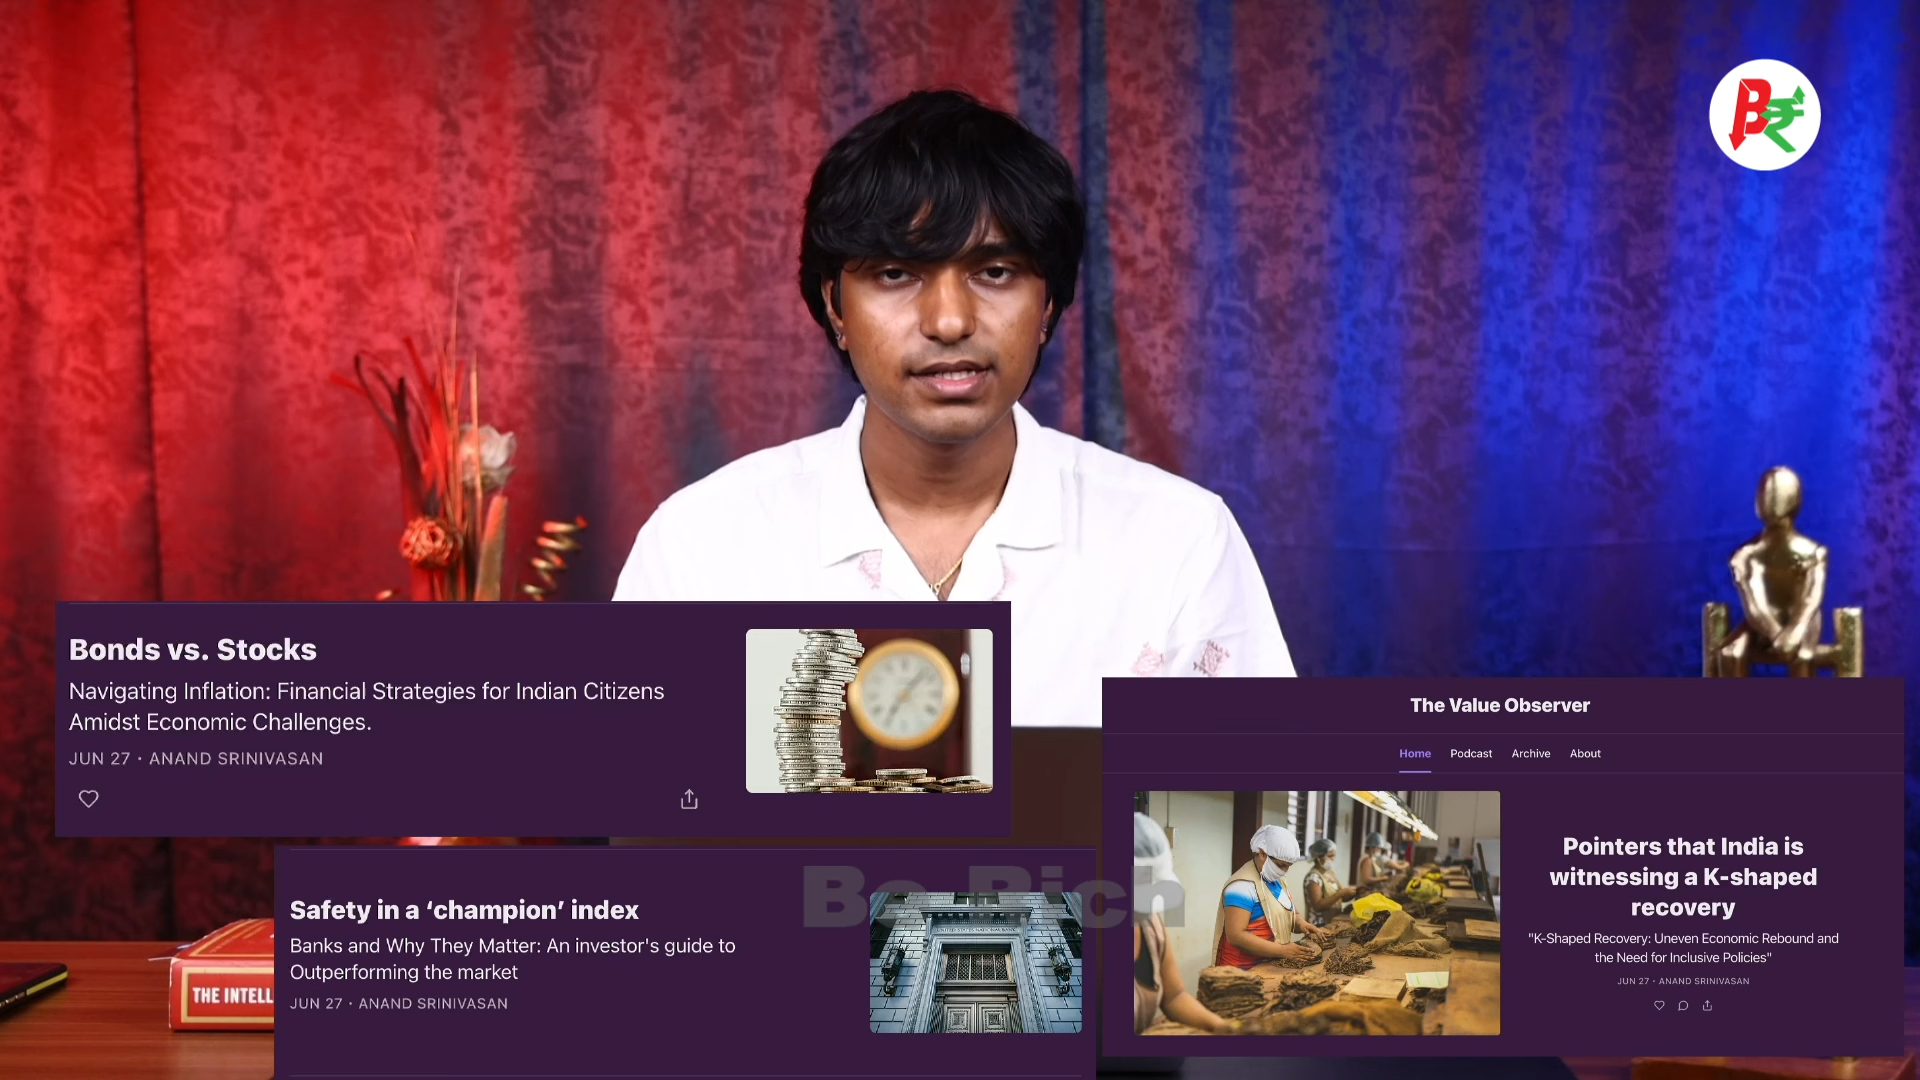 Bonds vs. Stocks
Navigating Inflation: Financial Strategies for Indian Citizens
Amidst Economic Challenges.
JUN 27 • ANAND SRINIVASAN
The Value Observer
Home Podcast Archive About
Pointers that India is
witnessing a K-shaped
recovery
"K-Shaped Recovery: Uneven Economic Rebound and
the Need for Inclusive Policies"
JUN 27 • ANAND SRINIVASAN
Be Rich
Safety in a ‘champion’ index
Banks and Why They Matter: An investor's guide to
Outperforming the market
JUN 27 • ANAND SRINIVASAN
THE INTELL
B₹